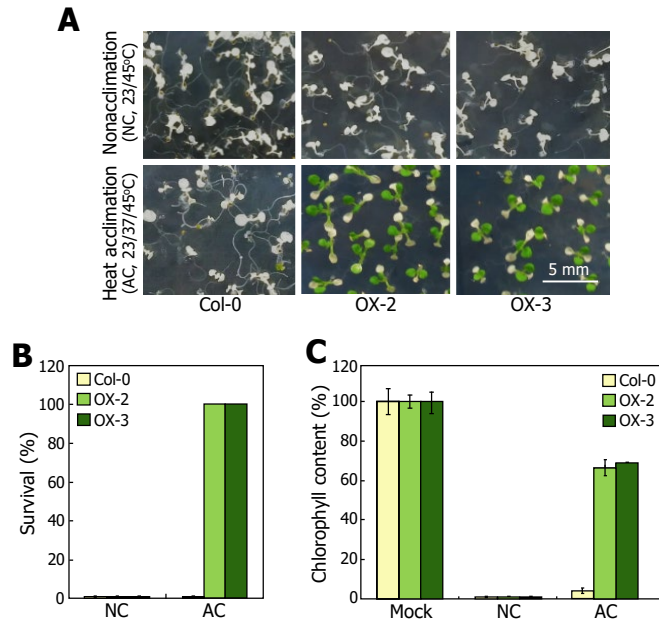 A
Nonacclimation
(NC, 23/45ºC)
Heat acclimation
(AC, 23/37/45ºC)
5 mm
Col-0
OX-2
OX-3
B
120
100
80
60
40
20
0
Survival (%)
Col-0
OX-2
OX-3
NC
AC
C
120
100
80
60
40
20
0
Chlorophyll content (%)
Col-0
OX-2
OX-3
Mock
NC
AC